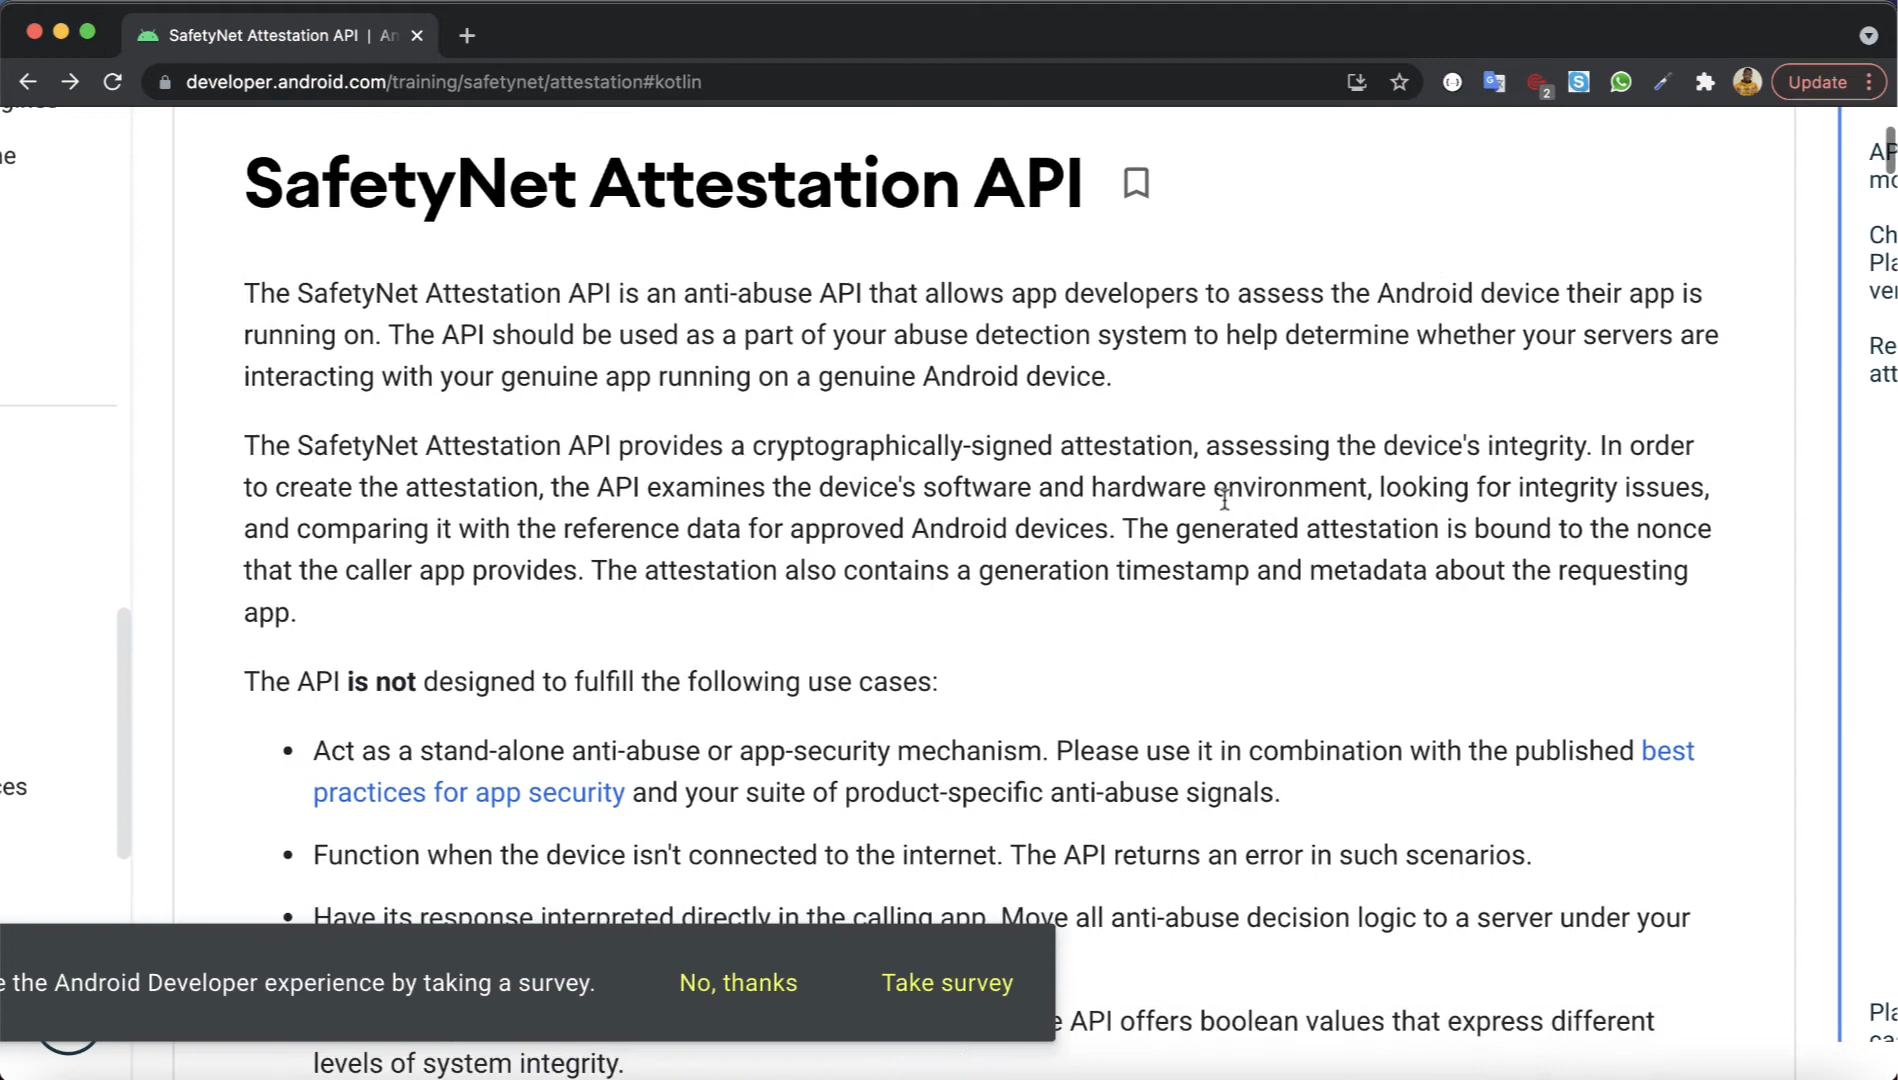 SafetyNet Attestation API | An
developer.android.com/training/safetynet/attestation#kotlin
2
Update
SafetyNet Attestation API
The SafetyNet Attestation API is an anti-abuse API that allows app developers to assess the Android device their app is
running on. The API should be used as a part of your abuse detection system to help determine whether your servers are
interacting with your genuine app running on a genuine Android device.
The SafetyNet Attestation API provides a cryptographically-signed attestation, assessing the device's integrity. In order
to create the attestation, the API examines the device's software and hardware environment, looking for integrity issues,
and comparing it with the reference data for approved Android devices. The generated attestation is bound to the nonce
that the caller app provides. The attestation also contains a generation timestamp and metadata about the requesting
app.
The API is not designed to fulfill the following use cases:
• Act as a stand-alone anti-abuse or app-security mechanism. Please use it in combination with the published best
practices for app security and your suite of product-specific anti-abuse signals.
• Function when the device isn't connected to the internet. The API returns an error in such scenarios.
• Have its response interpreted directly in the calling app. Move all anti-abuse decision logic to a server under your
e the Android Developer experience by taking a survey.
No, thanks
Take survey
API offers boolean values that express different
levels of system integrity.